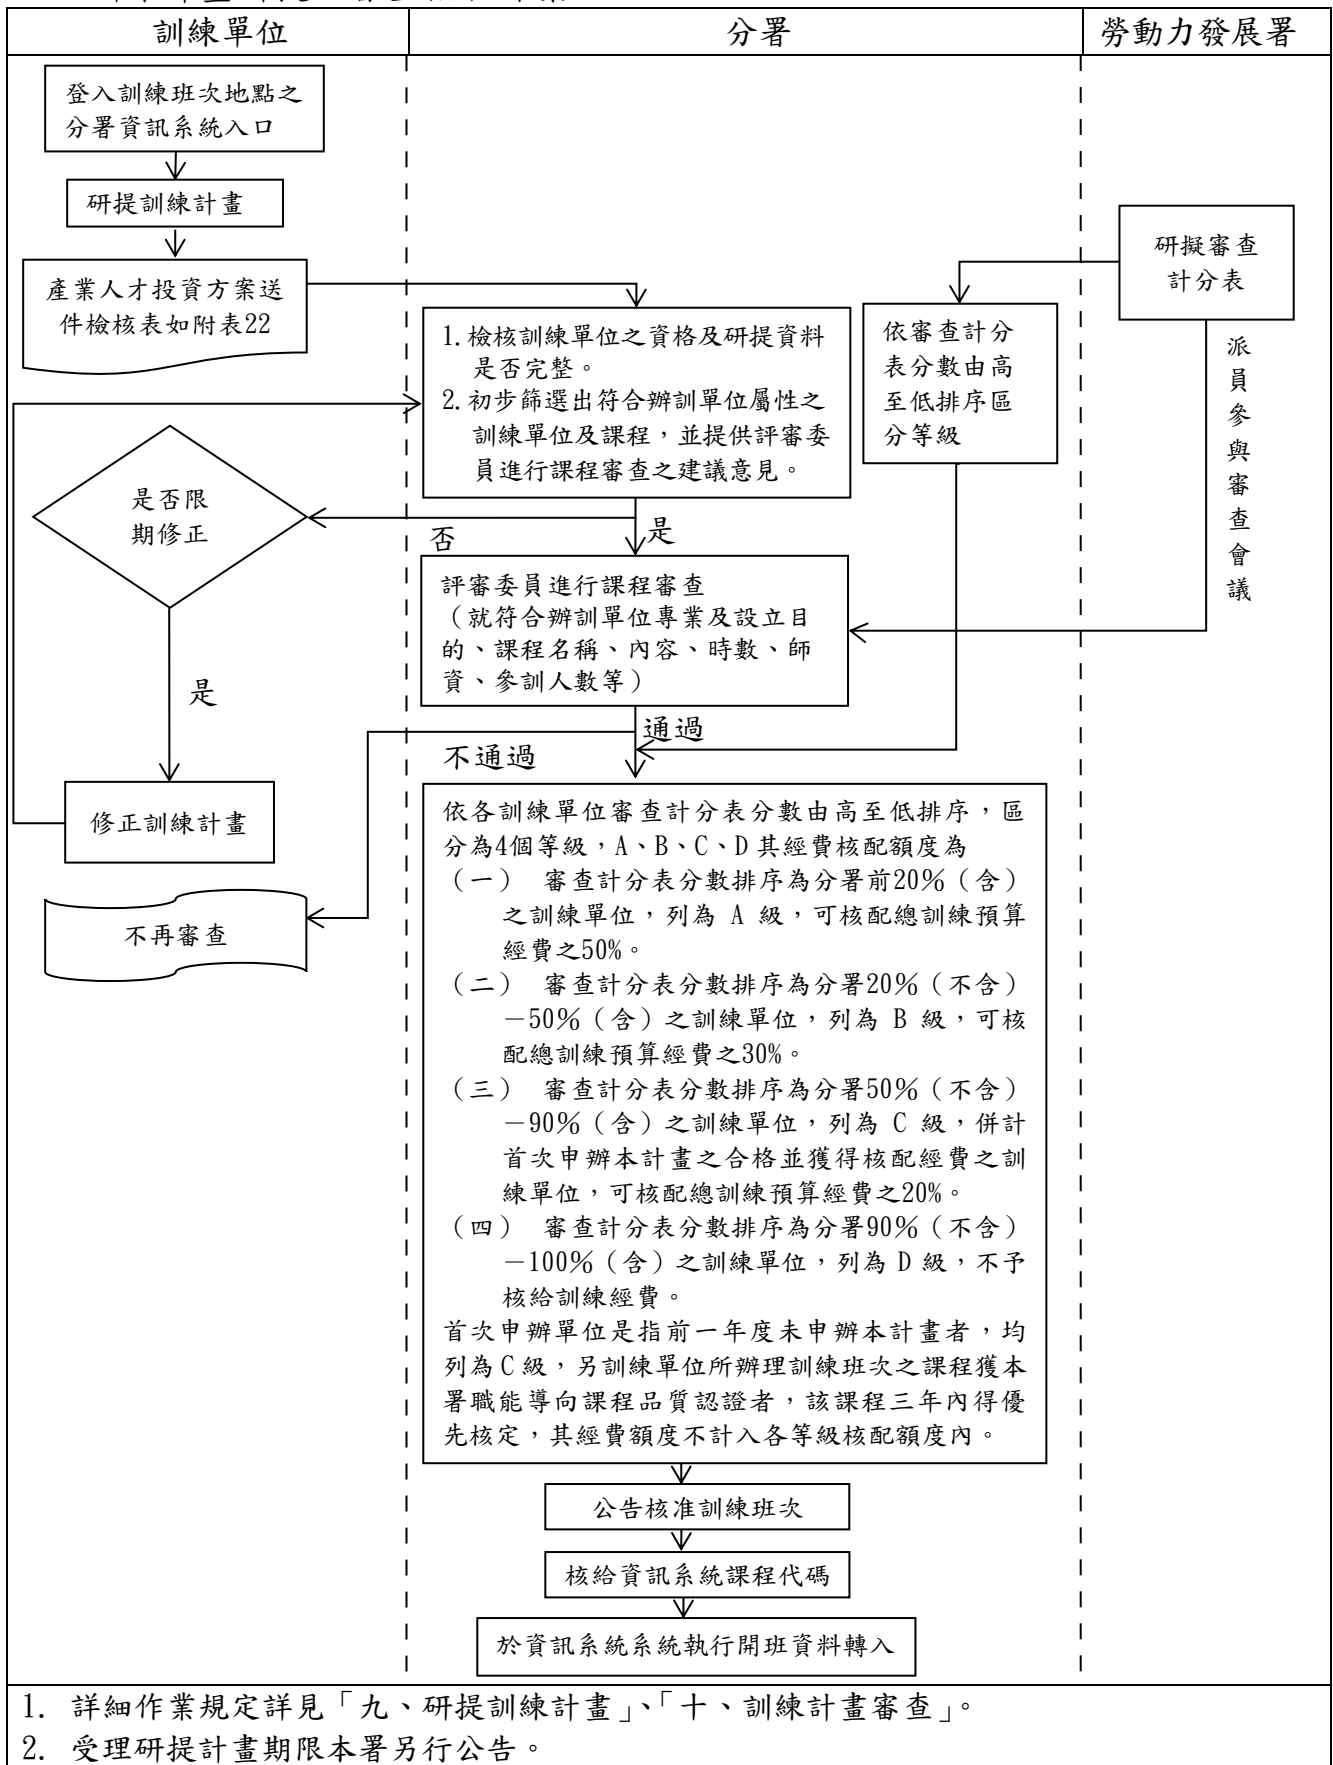 訓練單位
分署
勞動力發展署
登入訓練班次地點之
分署資訊系統入口
研提訓練計畫
產業人才投資方案送
件檢核表如附表22
1.檢核訓練單位之資格及研提資料
是否完整。
2.初步篩選出符合辦訓單位屬性之
訓練單位及課程，並提供評審委
員進行課程審查之建議意見。
依審查計分
表分數由高
至低排序區
分等級
研擬審查
計分表
派員參與審查會議
是否限
期修正
否
是
評審委員進行課程審查
（就符合辦訓單位專業及設立目
的、課程名稱、內容、時數、師
資、參訓人數等）
是
通過
不通過
修正訓練計畫
不再審查
依各訓練單位審查計分表分數由高至低排序，區
分為4個等級，A、B、C、D其經費核配額度為
（一） 審查計分表分數排序為分署前20％（含）
之訓練單位，列為 A 級，可核配總訓練預算
經費之50%。
（二） 審查計分表分數排序為分署20％（不含）
－50％（含）之訓練單位，列為 B 級，可核
配總訓練預算經費之30%。
（三） 審查計分表分數排序為分署50％（不含）
－90％（含）之訓練單位，列為 C 級，併計
首次申辦本計畫之合格並獲得核配經費之訓
練單位，可核配總訓練預算經費之20%。
（四） 審查計分表分數排序為分署90％（不含）
－100％（含）之訓練單位，列為 D 級，不予
核給訓練經費。
首次申辦單位是指前一年度未申辦本計畫者，均
列為C級，另訓練單位所辦理訓練班次之課程獲本
署職能導向課程品質認證者，該課程三年內得優
先核定，其經費額度不計入各等級核配額度內。
公告核准訓練班次
核給資訊系統課程代碼
於資訊系統系統執行開班資料轉入
1. 詳細作業規定詳見「九、研提訓練計畫」、「十、訓練計畫審查」。
2. 受理研提計畫期限本署另行公告。